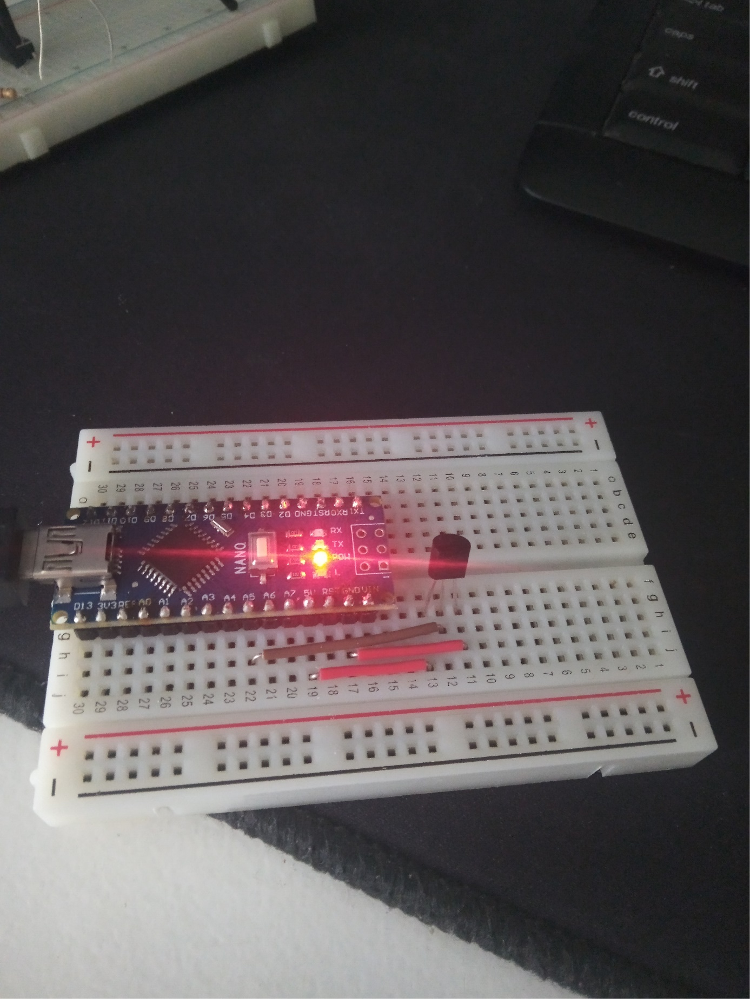 tab
caps
shift
control
+ +
- -
30 29 28 27 26 25 24 23 22 21 20 19 18 17 16 15 14 13 12 11 10 9 8 7 6 5 4 3 2 1
a a
b
c
d
e
D10 D9 D8 D7 D6 D5 D4 D3 D2 GND RST RX0 TX1
NANO
RX
TX
POW
L
1
D13 3V3 REF A0 A1 A2 A3 A4 A5 A6 A7 5V RST GND VIN
f
g g
h h
i i
j j
30 29 28 27 26 25 24 23 22 21 20 19 18 17 16 15 14 13 12 11 10 9 8 7 6 5 4 3 2 1
+ +
- -